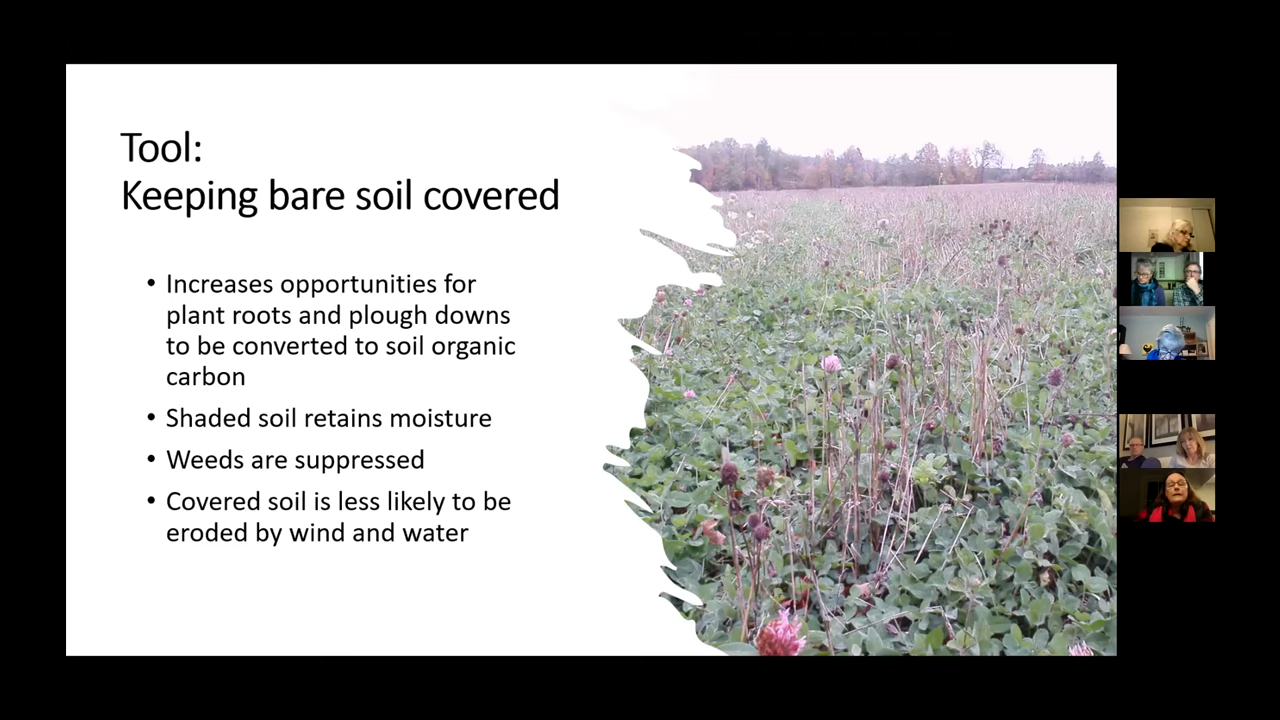 Tool:
Keeping bare soil covered
• Increases opportunities for
plant roots and plough downs
to be converted to soil organic
carbon
• Shaded soil retains moisture
• Weeds are suppressed
• Covered soil is less likely to be
eroded by wind and water